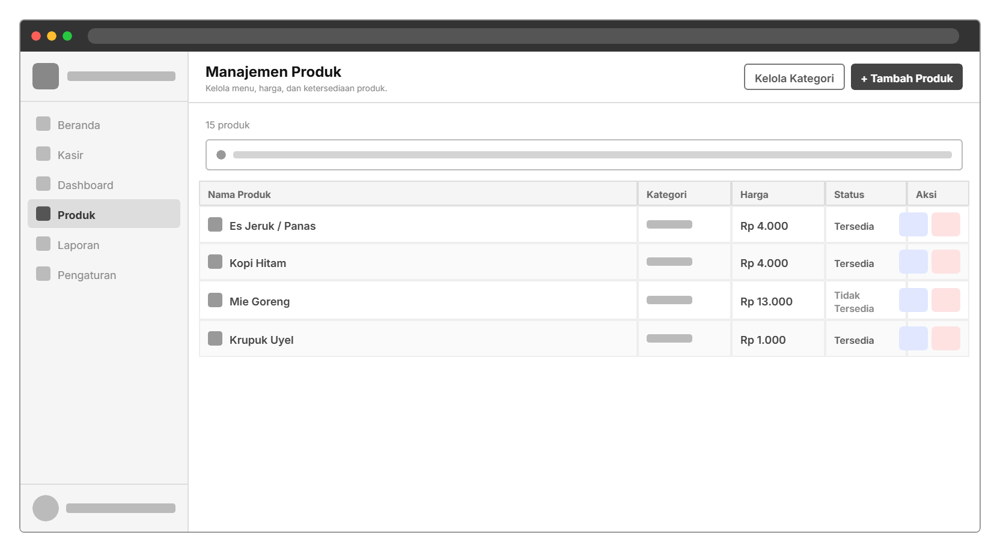 Manajemen Produk
Kelola menu, harga, dan ketersediaan produk.
Kelola Kategori
+ Tambah Produk
Beranda
Kasir
Dashboard
Produk
Laporan
Pengaturan
15 produk
Nama Produk Kategori Harga Status Aksi
Es Jeruk / Panas Rp 4.000 Tersedia
Kopi Hitam Rp 4.000 Tersedia
Mie Goreng Rp 13.000 Tidak
Tersedia
Krupuk Uyel Rp 1.000 Tersedia